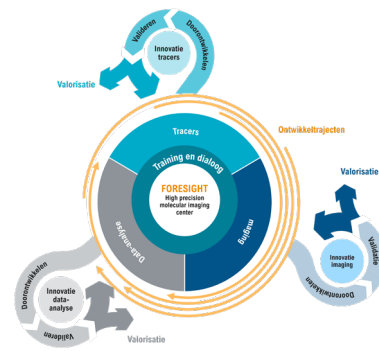 Valideren
Doorontwikkelen
Innovatie
tracers
Valorisatie
Tracers
Ontwikkeltrajecten
Training en dialoog
FORESIGHT
High precision
molecular imaging
center
Data-analyse
maging
Valorisatie
Validatie
Innovatie
imaging
Doorontwikkelen
Doorontwikkelen
Innovatie
data-
analyse
Valideren
Valorisatie